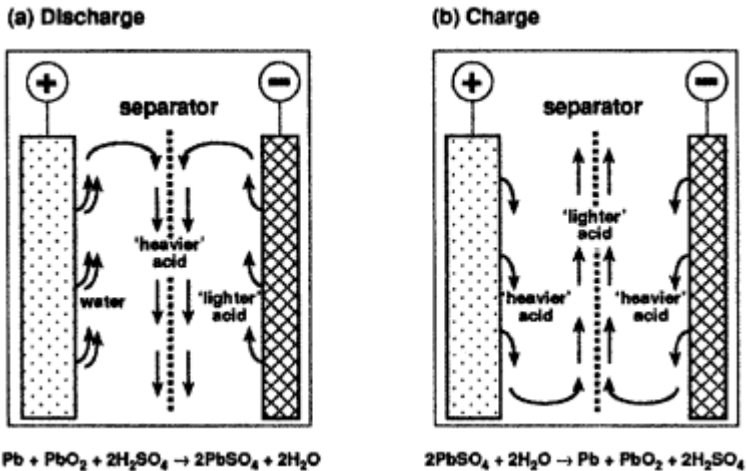 (a) Discharge
+
−
separator
'heavier'
acid
water
'lighter'
acid
Pb + PbO₂ + 2H₂SO₄ → 2PbSO₄ + 2H₂O
(b) Charge
+
−
separator
'lighter'
acid
'heavier'
acid
'heavier'
acid
2PbSO₄ + 2H₂O → Pb + PbO₂ + 2H₂SO₄